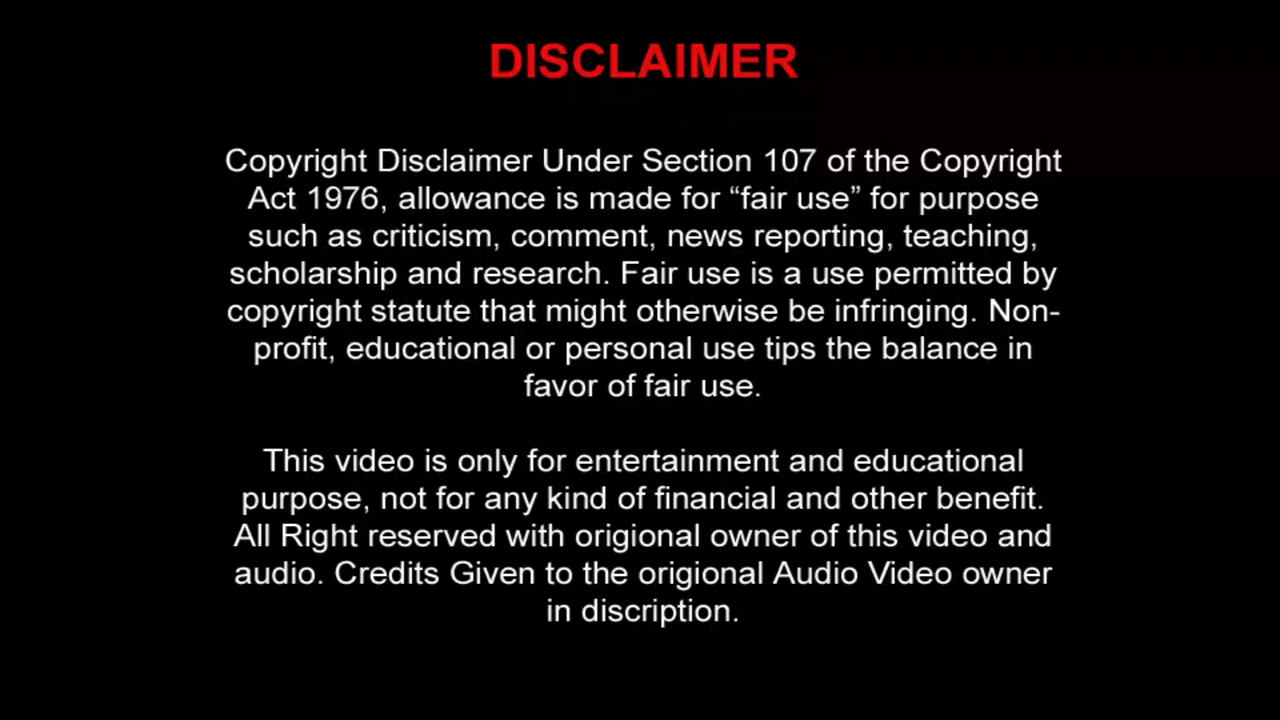 DISCLAIMER
Copyright Disclaimer Under Section 107 of the Copyright
Act 1976, allowance is made for “fair use” for purpose
such as criticism, comment, news reporting, teaching,
scholarship and research. Fair use is a use permitted by
copyright statute that might otherwise be infringing. Non-
profit, educational or personal use tips the balance in
favor of fair use.
This video is only for entertainment and educational
purpose, not for any kind of financial and other benefit.
All Right reserved with origional owner of this video and
audio. Credits Given to the origional Audio Video owner
in discription.